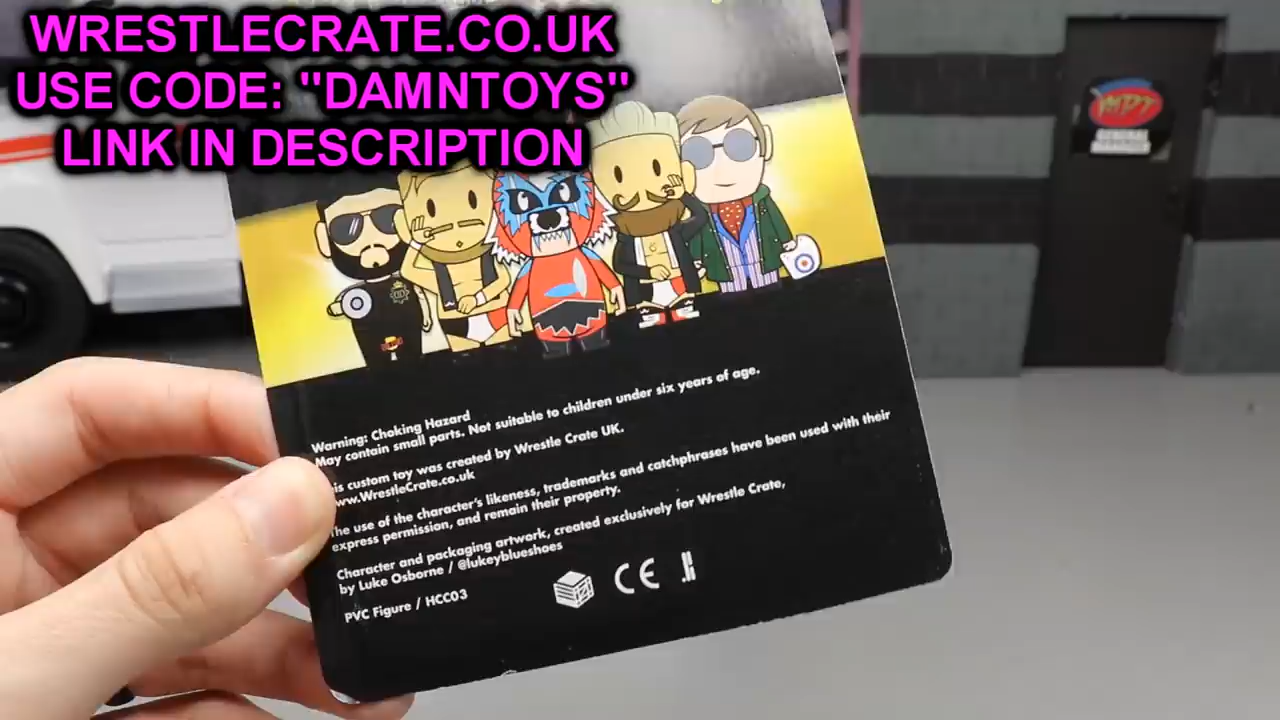 WRESTLECRATE.CO.UK
USE CODE: "DAMNTOYS"
LINK IN DESCRIPTION
MPT
GENERAL
Warning: Choking Hazard
May contain small parts. Not suitable to children under six years of age.
is custom toy was created by Wrestle Crate UK.
www.WrestleCrate.co.uk
The use of the character's likeness, trademarks and catchphrases have been used with their
express permission, and remain their property.
Character and packaging artwork, created exclusively for Wrestle Crate,
by Luke Osborne / @lukeyblueshoes
PVC Figure / HCC03
CE